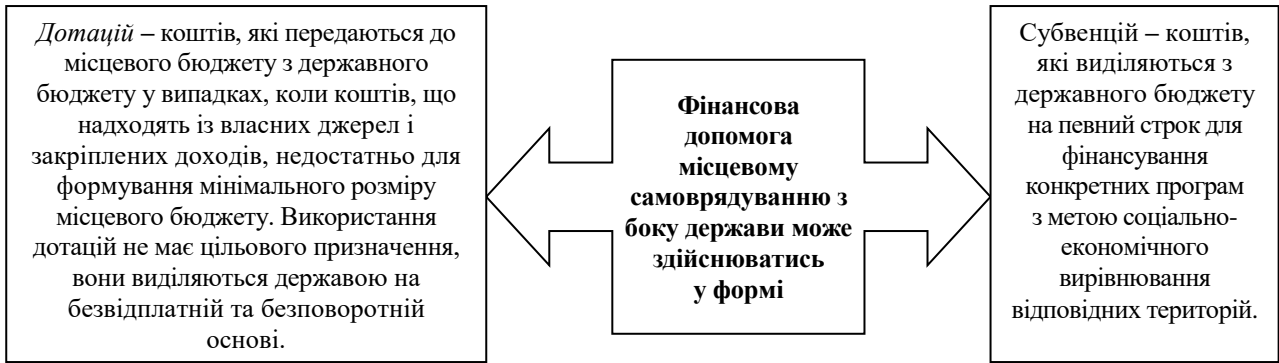 Дотацій – коштів, які передаються до
місцевого бюджету з державного
бюджету у випадках, коли коштів, що
надходять із власних джерел і
закріплених доходів, недостатньо для
формування мінімального розміру
місцевого бюджету. Використання
дотацій не має цільового призначення,
вони виділяються державою на
безвідплатній та безповоротній
основі.
Фінансова
допомога
місцевому
самоврядуванню з
боку держави може
здійснюватись
у формі
Субвенцій – коштів,
які виділяються з
державного бюджету
на певний строк для
фінансування
конкретних програм
з метою соціально-
економічного
вирівнювання
відповідних територій.